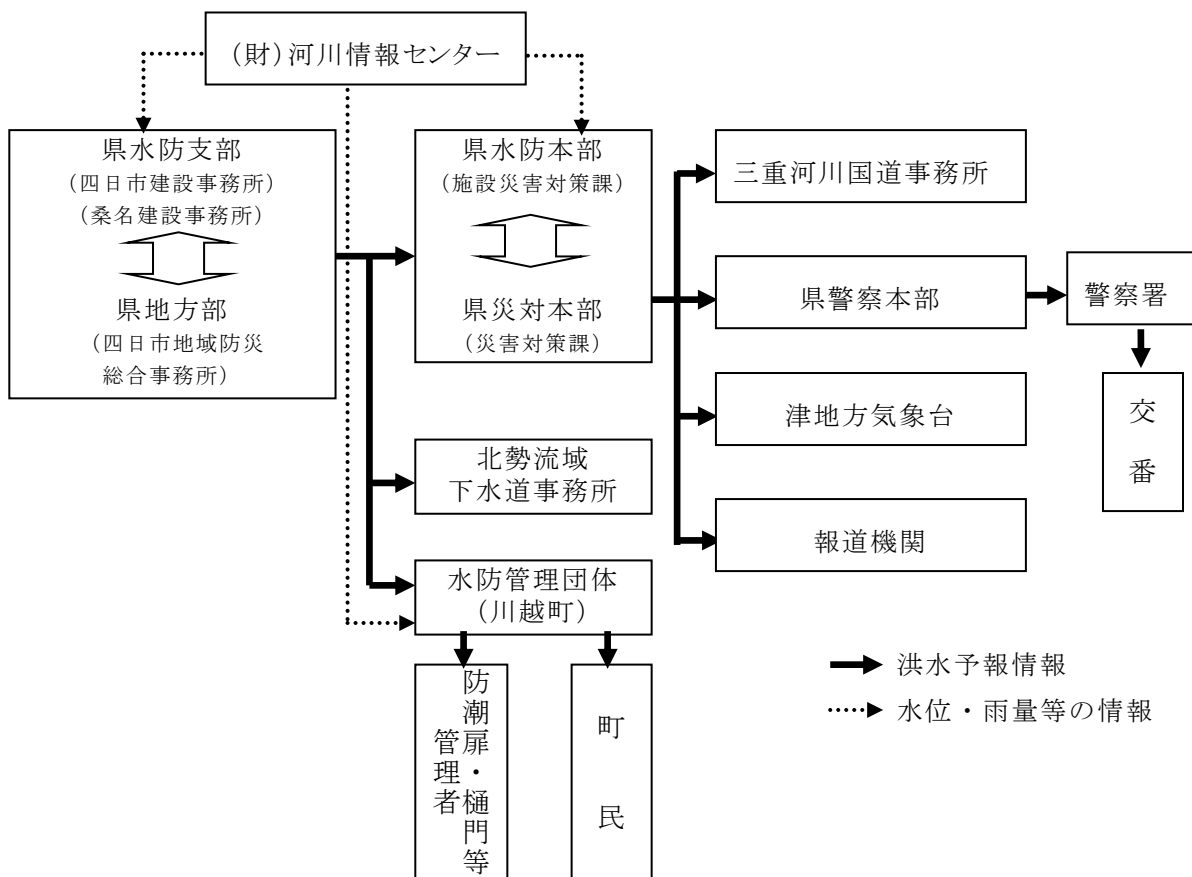 (財)河川情報センター
県水防支部
(四日市建設事務所)
(桑名建設事務所)
県地方部
(四日市地域防災
総合事務所)
県水防本部
(施設災害対策課)
県災対本部
(災害対策課)
三重河川国道事務所
県警察本部
警察署
交番
津地方気象台
報道機関
北勢流域
下水道事務所
水防管理団体
(川越町)
防潮扉・樋門等
管理者
町民
洪水予報情報
水位・雨量等の情報